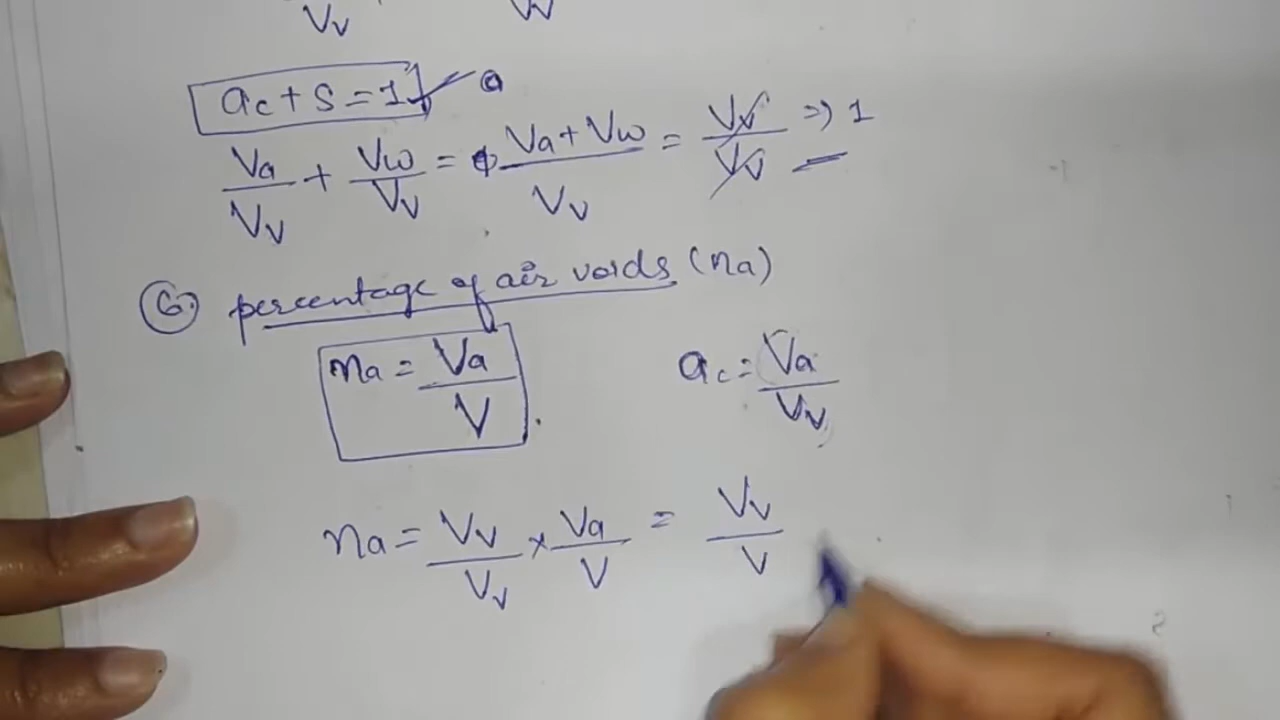 Vv Vv
ac + S = 1 a
Va/Vv + Vw/Vv = Va + Vw/Vv = Vv/Vv => 1
6. percentage of air voids (na)
na = Va/V. ac = Va/Vv
na = Vv/Vv × Va/V = Vv/V